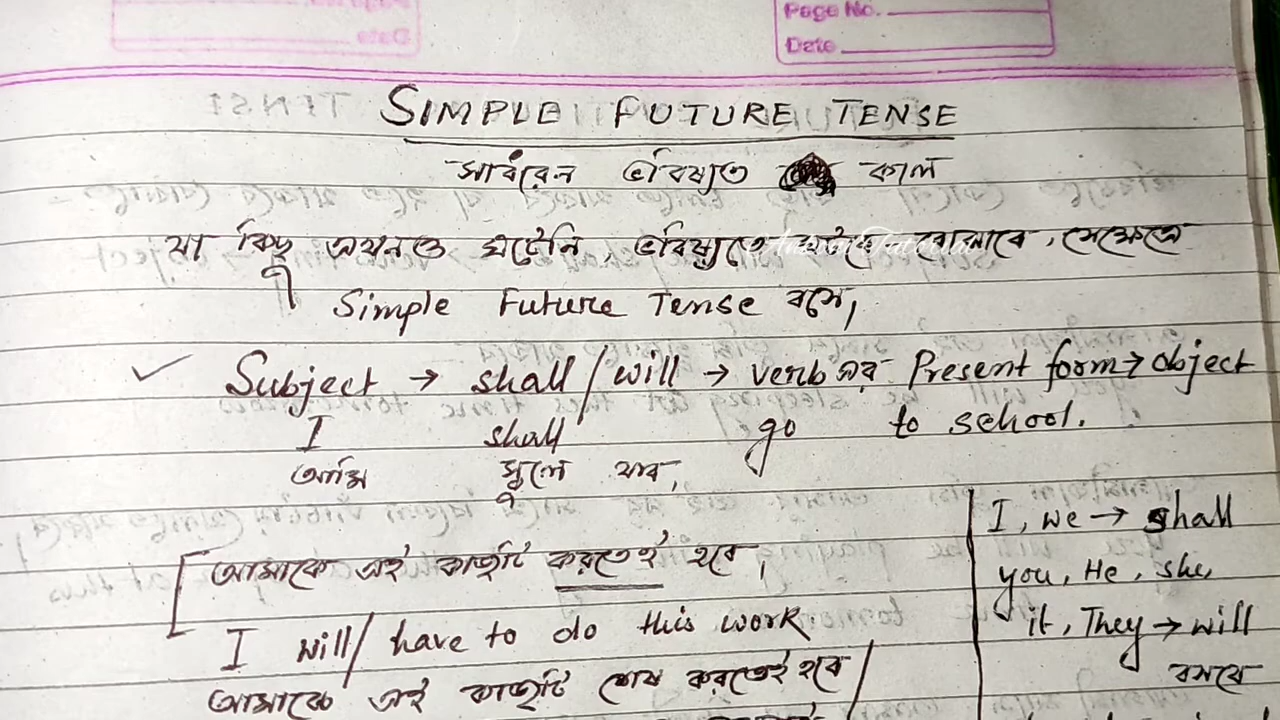 Page No.
Date
SIMPLE FUTURE TENSE
সাধারন ভবিষ্যত কাল
যা কিছু এখনও ঘটেনি, ভবিষ্যতে ঘটবে বোঝাবে, সেক্ষেত্রে
Simple Future Tense বসে,
Subject → shall/will → verb এর Present form → object
I shall go to school.
আমি স্কুলে যাব,
আমাকে এই কাজটি করতেই হবে,
I will/ have to do this work
আমাকে এই কাজটি শেষ করতেই হবে
I, we → shall
you, He, she,
it, They → will
বসবে